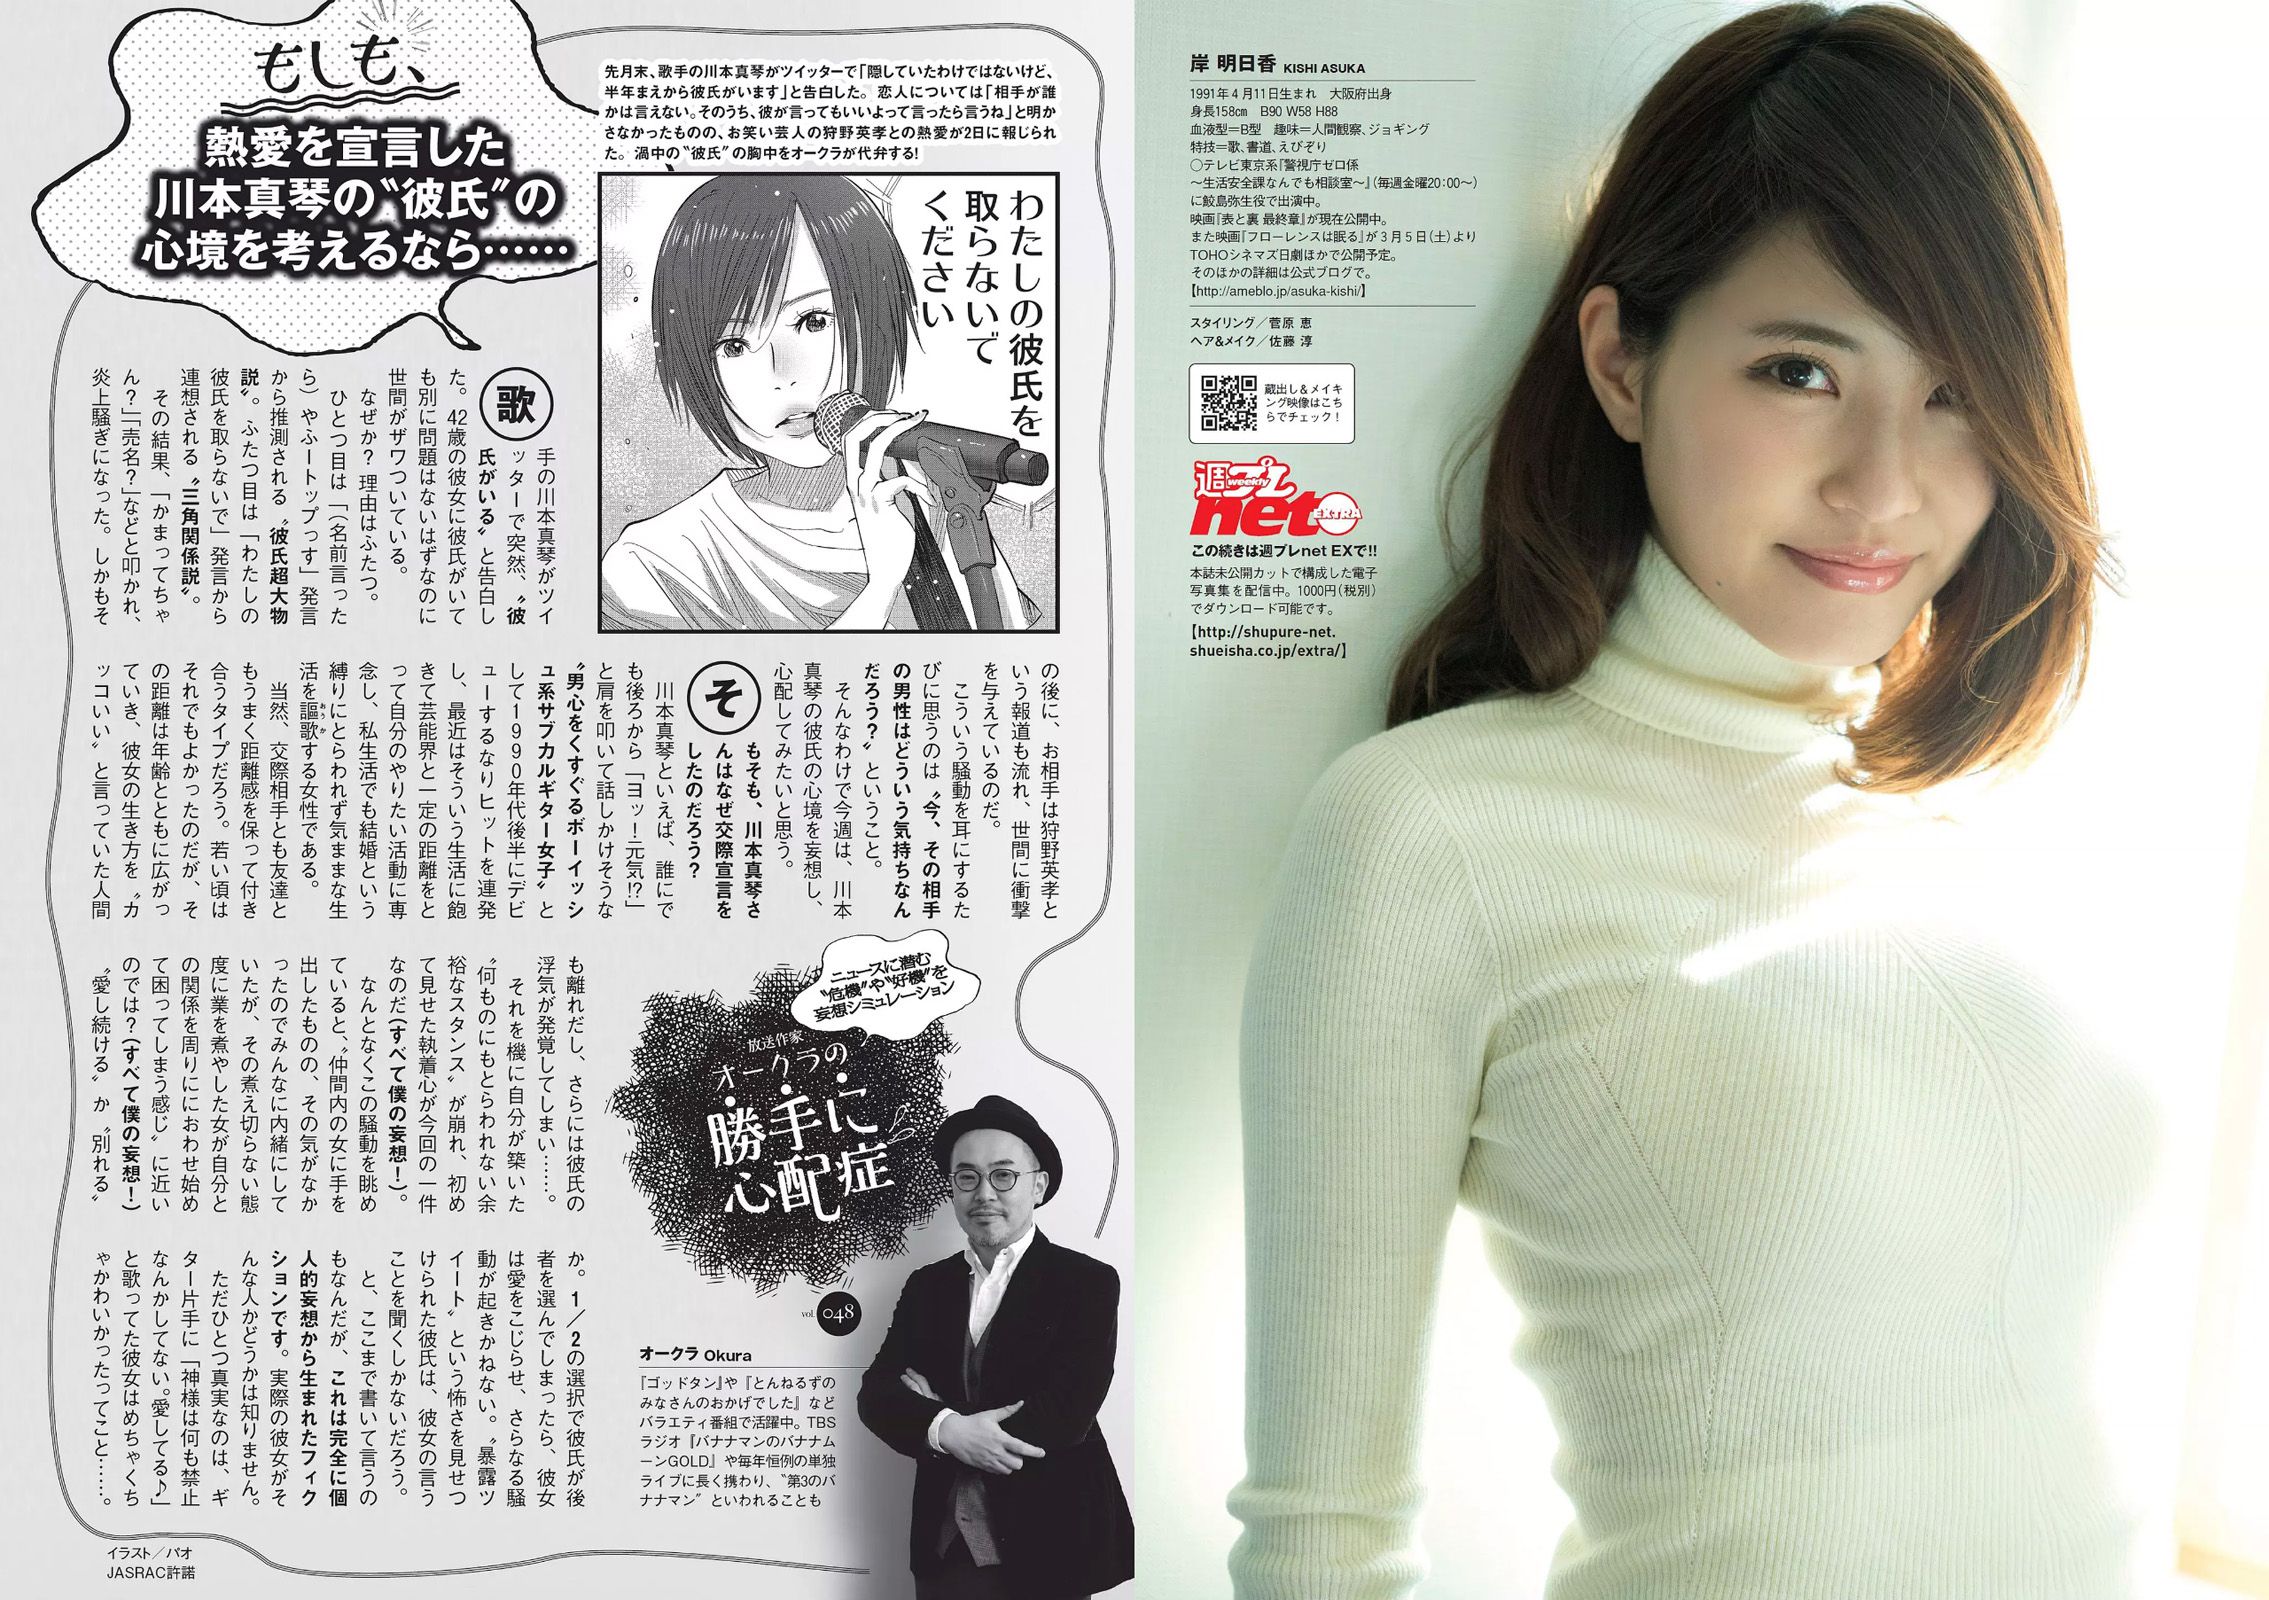 もしも、
熱愛を宣言した
川本真琴の〝彼氏〟の
心境を考えるなら……
先月末、歌手の川本真琴がツイッターで「隠していたわけではないけど、
半年まえから彼氏がいます」と告白した。恋人については「相手が誰
かは言えない。そのうち、彼が言ってもいいよって言ったら言うね」と明か
さなかったものの、お笑い芸人の狩野英孝との熱愛が2日に報じられ
た。渦中の〝彼氏〟の胸中をオークラが代弁する!
わたしの彼氏を
取らないで
ください
歌
手の川本真琴がツイ
ッターで突然、〝彼
氏がいる〟と告白し
た。42歳の彼女に彼氏がいて
も別に問題はないはずなのに
世間がザワついている。
なぜか? 理由はふたつ。
ひとつ目は「(名前言った
ら)やふートップっす」発言
から推測される〝彼氏超大物
説〟。ふたつ目は「わたしの
彼氏を取らないで」発言から
連想される〝三角関係説〟。
その結果、「かまってちゃ
ん?」「売名?」などと叩かれ、
炎上騒ぎになった。しかもそ
の後に、お相手は狩野英孝と
いう報道も流れ、世間に衝撃
を与えているのだ。
こういう騒動を耳にするた
びに思うのは〝今、その相手
の男性はどういう気持ちなん
だろう?〟ということ。
そんなわけで今週は、川本
真琴の彼氏の心境を妄想し、
心配してみたいと思う。
そ
もそも、川本真琴さ
んはなぜ交際宣言を
したのだろう?
川本真琴といえば、誰にで
も後ろから「ヨッ! 元気!?」
と肩を叩いて話しかけそうな
〝男心をくすぐるボーイッシ
ュ系サブカルギター女子〟と
して1990年代後半にデビ
ューするなりヒットを連発
し、最近はそういう生活に飽
きて芸能界と一定の距離をと
って自分のやりたい活動に専
念し、私生活でも結婚という
縛りにとらわれず気ままな生
活を謳歌(おうか)する女性である。
当然、交際相手とも友達と
もうまく距離感を保って付き
合うタイプだろう。若い頃は
それでもよかったのだが、そ
の距離は年齢とともに広がっ
ていき、彼女の生き方を〝カ
ッコいい〟と言っていた人間
も離れだし、さらには彼氏の
浮気が発覚してしまい……。
それを機に自分が築いた
〝何ものにもとらわれない余
裕なスタンス〟が崩れ、初め
て見せた執着心が今回の一件
なのだ(すべて僕の妄想!)。
なんとなくこの騒動を眺め
ていると、〝仲間内の女に手を
出したものの、その気がなか
ったのでみんなに内緒にして
いたが、その煮え切らない態
度に業を煮やした女が自分と
の関係を周りにににおわせ始め
て困ってしまう感じ〟に近い
のでは?(すべて僕の妄想!)
〝愛し続ける〟か〝別れる〟
か。1/2の選択で彼氏が後
者を選んでしまったら、彼女
は愛をこじらせ、さらなる騒
動が起きかねない。〝暴露ツ
イート〟という怖さを見せつ
けられた彼氏は、彼女の言う
ことを聞くしかないだろう。
と、ここまで書いて言うの
もなんだが、これは完全に個
人的妄想から生まれたフィク
ションです。実際の彼女がそ
んな人かどうかは知りません。
ただひとつ真実なのは、ギ
ター片手に「神様は何も禁止
なんかしてない。愛してる♪」
と歌ってた彼女はめちゃくち
ゃかわいかったってこと……。
ニュースに潜む
〝危機〟や〝好機〟を
妄想シミュレーション
放送作家
オークラの
勝手に
心配症
vol. 048
オークラ Okura
『ゴッドタン』や『とんねるずの
みなさんのおかげでした』など
バラエティ番組で活躍中。TBS
ラジオ『バナナマンのバナナム
ーンGOLD』や毎年恒例の単独
ライブに長く携わり、〝第3のバ
ナナマン〟といわれることも
イラスト/パオ
JASRAC許諾
岸 明日香 KISHI ASUKA
1991年4月11日生まれ 大阪府出身
身長158㎝ B90 W58 H88
血液型=B型 趣味=人間観察、ジョギング
特技=歌、書道、えびぞり
○テレビ東京系『警視庁ゼロ係
~生活安全課なんでも相談室~』(毎週金曜20:00~)
に鮫島弥生役で出演中。
映画『表と裏 最終章』が現在公開中。
また映画『フローレンスは眠る』が3月5日(土)より
TOHOシネマズ日劇ほかで公開予定。
そのほかの詳細は公式ブログで。
【http://ameblo.jp/asuka-kishi/】
スタイリング/菅原 恵
ヘア&メイク/佐藤 淳
蔵出し&メイキ
ング映像はこち
らでチェック!
週プレ
weekly
net EXTRA
この続きは週プレnet EXで!!
本誌未公開カットで構成した電子
写真集を配信中。1000円(税別)
でダウンロード可能です。
【http://shupure-net.
shueisha.co.jp/extra/】